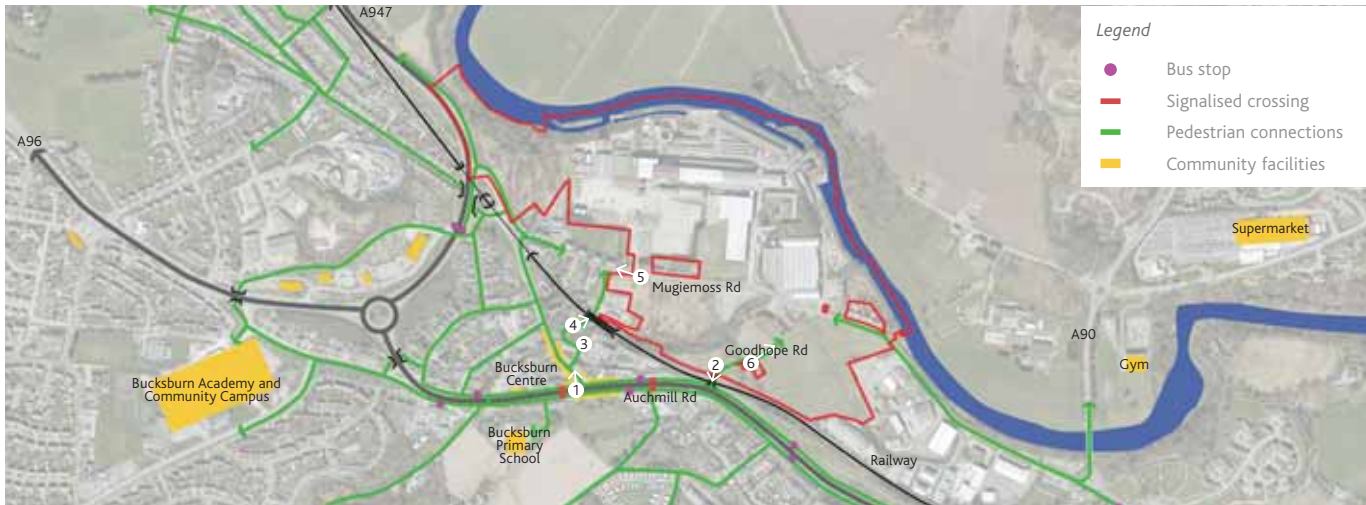 A947
Legend
Bus stop
Signalised crossing
Pedestrian connections
Community facilities
A96
Supermarket
5
Mugiemoss Rd
4
3
Goodhope Rd
2
6
A90
Gym
Bucksburn
Centre
1
Auchmill Rd
Bucksburn Academy and
Community Campus
Bucksburn
Primary
School
Railway